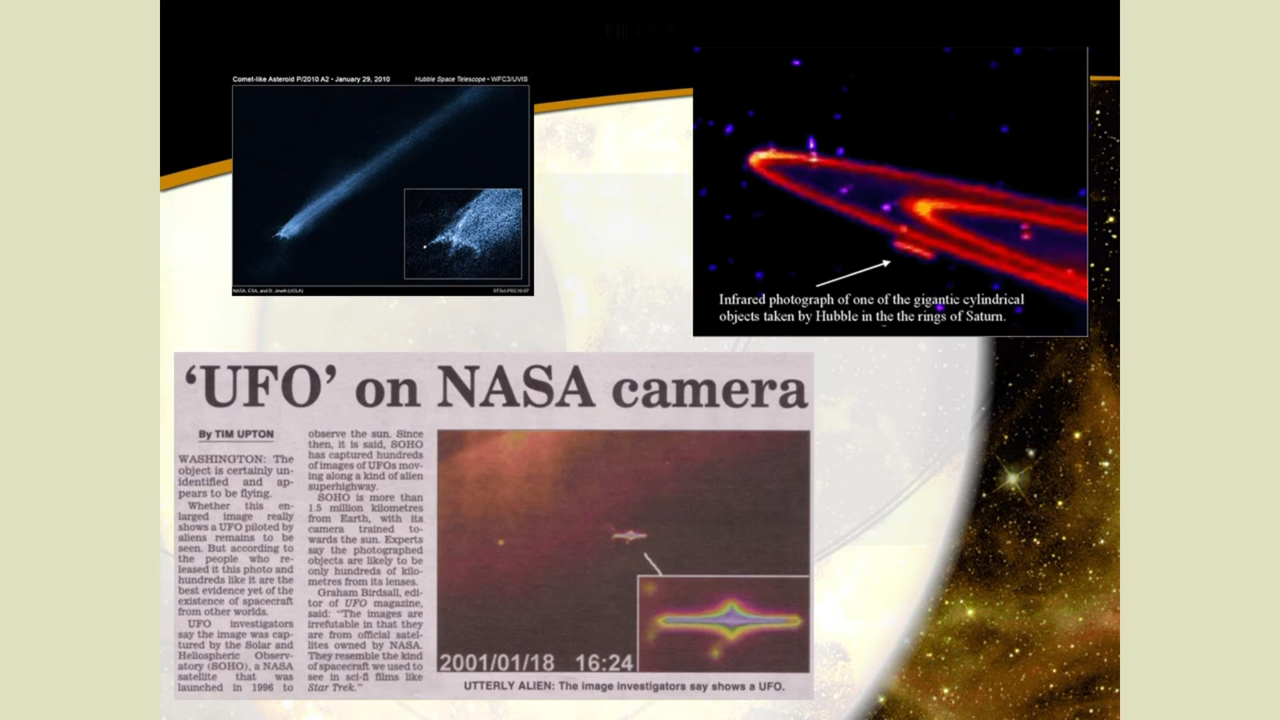 Comet-like Asteroid P/2010 A2 • January 29, 2010 Hubble Space Telescope • WFC3/UVIS
NASA, ESA, and D. Jewitt (UCLA) STScI-PRC10-07
Infrared photograph of one of the gigantic cylindrical
objects taken by Hubble in the the rings of Saturn.
‘UFO’ on NASA camera
By TIM UPTON
WASHINGTON: The
object is certainly un-
identified and ap-
pears to be flying.
Whether this en-
larged image really
shows a UFO piloted by
aliens remains to be
seen. But according to
the people who re-
leased it this photo and
hundreds like it are the
best evidence yet of the
existence of spacecraft
from other worlds.
UFO investigators
say the image was cap-
tured by the Solar and
Heliospheric Observ-
atory (SOHO), a NASA
satellite that was
launched in 1996 to
observe the sun. Since
then, it is said, SOHO
has captured hundreds
of images of UFOs mov-
ing along a kind of alien
superhighway.
SOHO is more than
1.5 million kilometres
from Earth, with its
camera trained to-
wards the sun. Experts
say the photographed
objects are likely to be
only hundreds of kilo-
metres from its lenses.
Graham Birdsall, edi-
tor of UFO magazine,
said: “The images are
irrefutable in that they
are from official satel-
lites owned by NASA.
They resemble the kind
of spacecraft we used to
see in sci-fi films like
Star Trek.”
2001/01/18 16:24
UTTERLY ALIEN: The image investigators say shows a UFO.